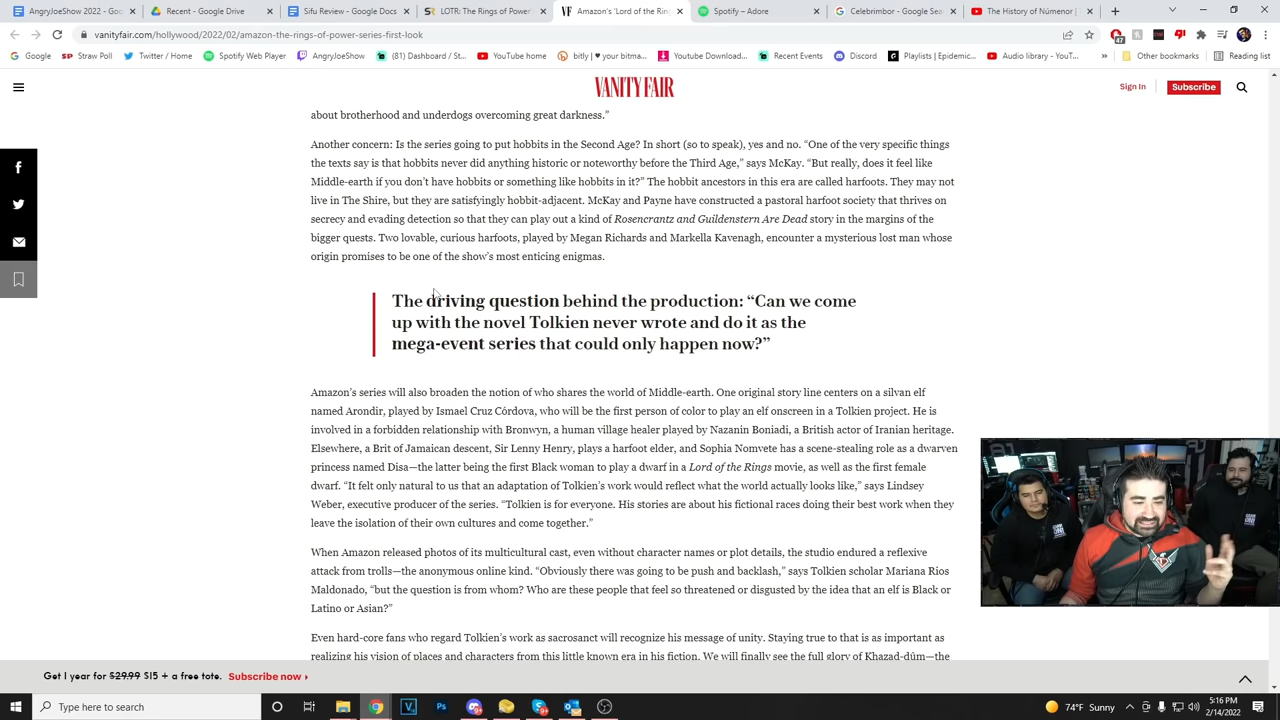 AngryJoeShow 2022 - Goo
Recent - Google Drive
Sifu Review - Google Docs
LOTR: The Rings of Power
Amazon's 'Lord of the Rin
Spotify – Adore
Celebrimbor - Google Sea
The History of Númenor |
vanityfair.com/hollywood/2022/02/amazon-the-rings-of-power-series-first-look
Google
Straw Poll
Twitter / Home
Spotify Web Player
AngryJoeShow
(81) Dashboard / St...
YouTube home
bitly | ♥ your bitma...
Youtube Download...
Recent Events
Discord
Playlists | Epidemic...
Audio library - YouT...
Other bookmarks
Reading list
VANITY FAIR
Sign In
Subscribe
about brotherhood and underdogs overcoming great darkness.”
Another concern: Is the series going to put hobbits in the Second Age? In short (so to speak), yes and no. “One of the very specific things
the texts say is that hobbits never did anything historic or noteworthy before the Third Age,” says McKay. “But really, does it feel like
Middle-earth if you don’t have hobbits or something like hobbits in it?” The hobbit ancestors in this era are called harfoots. They may not
live in The Shire, but they are satisfyingly hobbit-adjacent. McKay and Payne have constructed a pastoral harfoot society that thrives on
secrecy and evading detection so that they can play out a kind of Rosencrantz and Guildenstern Are Dead story in the margins of the
bigger quests. Two lovable, curious harfoots, played by Megan Richards and Markella Kavenagh, encounter a mysterious lost man whose
origin promises to be one of the show’s most enticing enigmas.
The driving question behind the production: “Can we come
up with the novel Tolkien never wrote and do it as the
mega-event series that could only happen now?”
Amazon’s series will also broaden the notion of who shares the world of Middle-earth. One original story line centers on a silvan elf
named Arondir, played by Ismael Cruz Córdova, who will be the first person of color to play an elf onscreen in a Tolkien project. He is
involved in a forbidden relationship with Bronwyn, a human village healer played by Nazanin Boniadi, a British actor of Iranian heritage.
Elsewhere, a Brit of Jamaican descent, Sir Lenny Henry, plays a harfoot elder, and Sophia Nomvete has a scene-stealing role as a dwarven
princess named Disa—the latter being the first Black woman to play a dwarf in a Lord of the Rings movie, as well as the first female
dwarf. “It felt only natural to us that an adaptation of Tolkien’s work would reflect what the world actually looks like,” says Lindsey
Weber, executive producer of the series. “Tolkien is for everyone. His stories are about his fictional races doing their best work when they
leave the isolation of their own cultures and come together.”
When Amazon released photos of its multicultural cast, even without character names or plot details, the studio endured a reflexive
attack from trolls—the anonymous online kind. “Obviously there was going to be push and backlash,” says Tolkien scholar Mariana Rios
Maldonado, “but the question is from whom? Who are these people that feel so threatened or disgusted by the idea that an elf is Black or
Latino or Asian?”
Even hard-core fans who regard Tolkien’s work as sacrosanct will recognize his message of unity. Staying true to that is as important as
realizing his vision of places and characters from this little known era in his fiction. We will finally see the full glory of Khazad-dûm—the
Get 1 year for $29.99 $15 + a free tote. Subscribe now
Type here to search
74°F Sunny
5:16 PM
2/14/2022